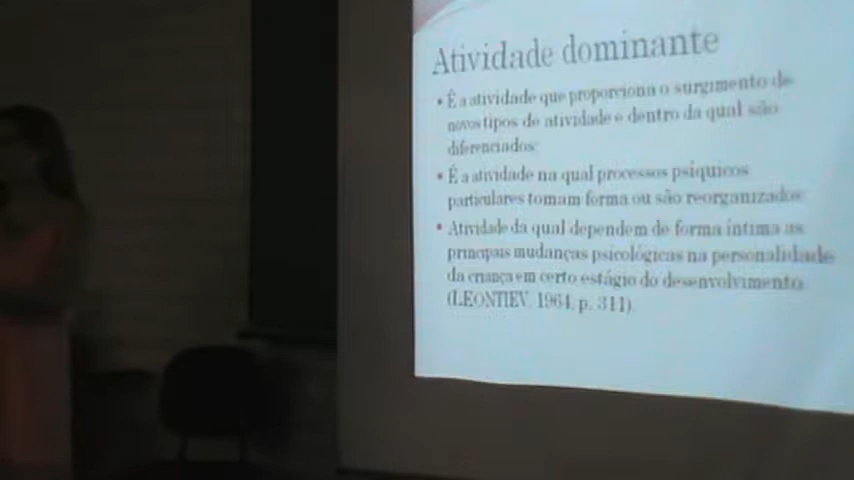 Atividade dominante
• É a atividade que proporciona o surgimento de
novos tipos de atividade e dentro da qual são
diferenciados.
• É a atividade na qual processos psíquicos
particulares tomam forma ou são reorganizados.
• Atividade da qual dependem de forma íntima as
principais mudanças psicológicas na personalidade
da criança em certo estágio do desenvolvimento
(LEONTIEV, 1964, p. 311).